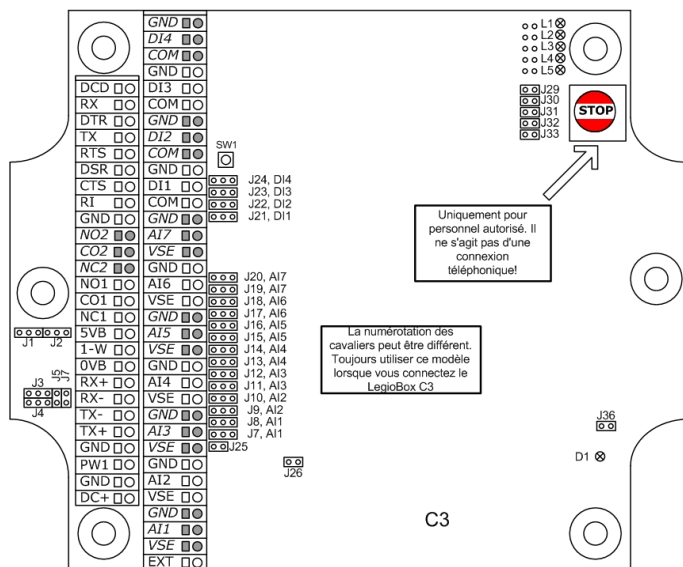 GND
DI4
COM
GND
DCD DI3
RX COM
DTR GND
TX DI2
RTS COM
DSR GND
CTS DI1
RI COM
GND GND
NO2 AI7
CO2 VSE
NC2 GND
NO1 AI6
CO1 VSE
NC1 GND
5VB AI5
1-W VSE
0VB GND
RX+ AI4
RX- VSE
TX- GND
TX+ AI3
GND VSE
PW1 GND
GND AI2
DC+ VSE
GND
AI1
VSE
EXT
SW1
J24, DI4
J23, DI3
J22, DI2
J21, DI1
J20, AI7
J19, AI7
J18, AI6
J17, AI6
J16, AI5
J15, AI5
J14, AI4
J13, AI4
J12, AI3
J11, AI3
J10, AI2
J9, AI2
J8, AI1
J7, AI1
J25
J26
J1 J2
J3
J5
J7
J4
L1
L2
L3
L4
L5
J29
J30
J31
J32
J33
STOP
Uniquement pour
personnel autorisé. Il
ne s'agit pas d'une
connexion
téléphonique!
La numérotation des
cavaliers peut être différent.
Toujours utiliser ce modèle
lorsque vous connectez le
LegioBox C3
J36
D1
C3